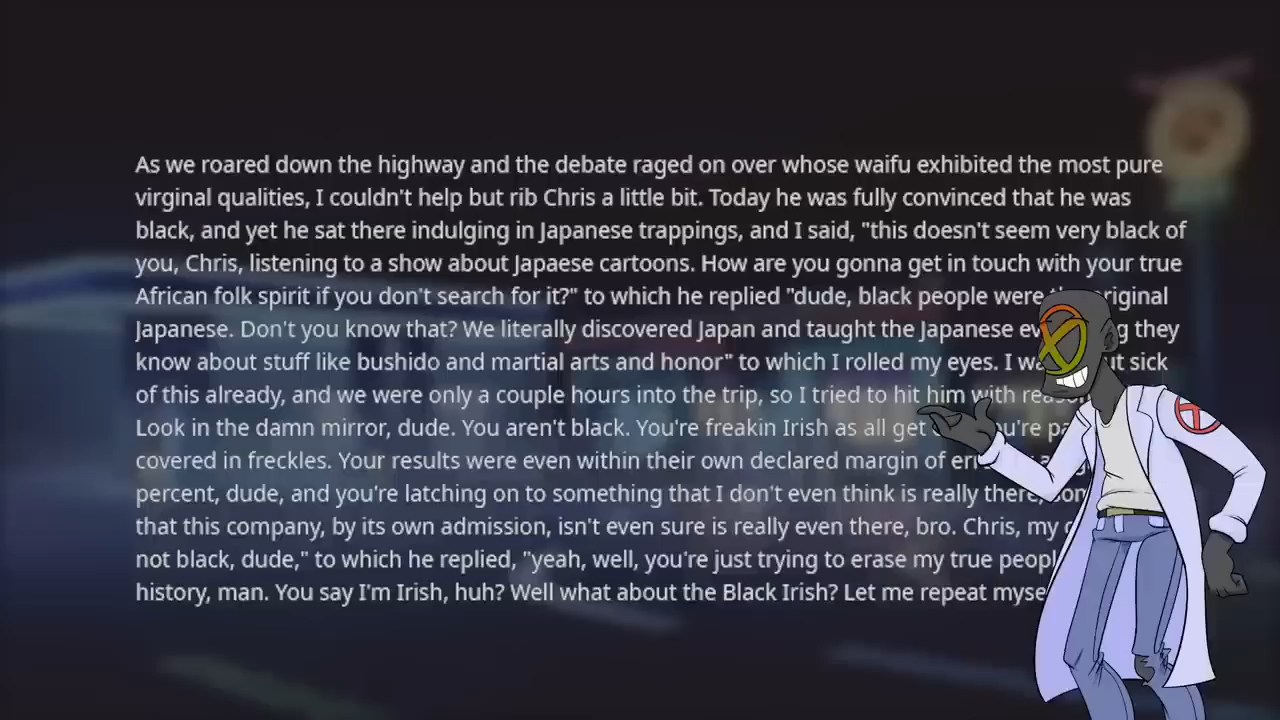 As we roared down the highway and the debate raged on over whose waifu exhibited the most pure
virginal qualities, I couldn't help but rib Chris a little bit. Today he was fully convinced that he was
black, and yet he sat there indulging in Japanese trappings, and I said, "this doesn't seem very black of
you, Chris, listening to a show about Japaese cartoons. How are you gonna get in touch with your true
African folk spirit if you don't search for it?" to which he replied "dude, black people were
Japanese. Don't you know that? We literally discovered Japan and taught the Japanese they
know about stuff like bushido and martial arts and honor" to which I rolled my eyes. I sick
of this already, and we were only a couple hours into the trip, so I tried to hit him with
Look in the damn mirror, dude. You aren't black. You're freakin Irish as all get
covered in freckles. Your results were even within their own declared margin of
percent, dude, and you're latching on to something that I don't even think is really there,
that this company, by its own admission, isn't even sure is really even there, bro. Chris, my
not black, dude," to which he replied, "yeah, well, you're just trying to erase my true
history, man. You say I'm Irish, huh? Well what about the Black Irish? Let me repeat